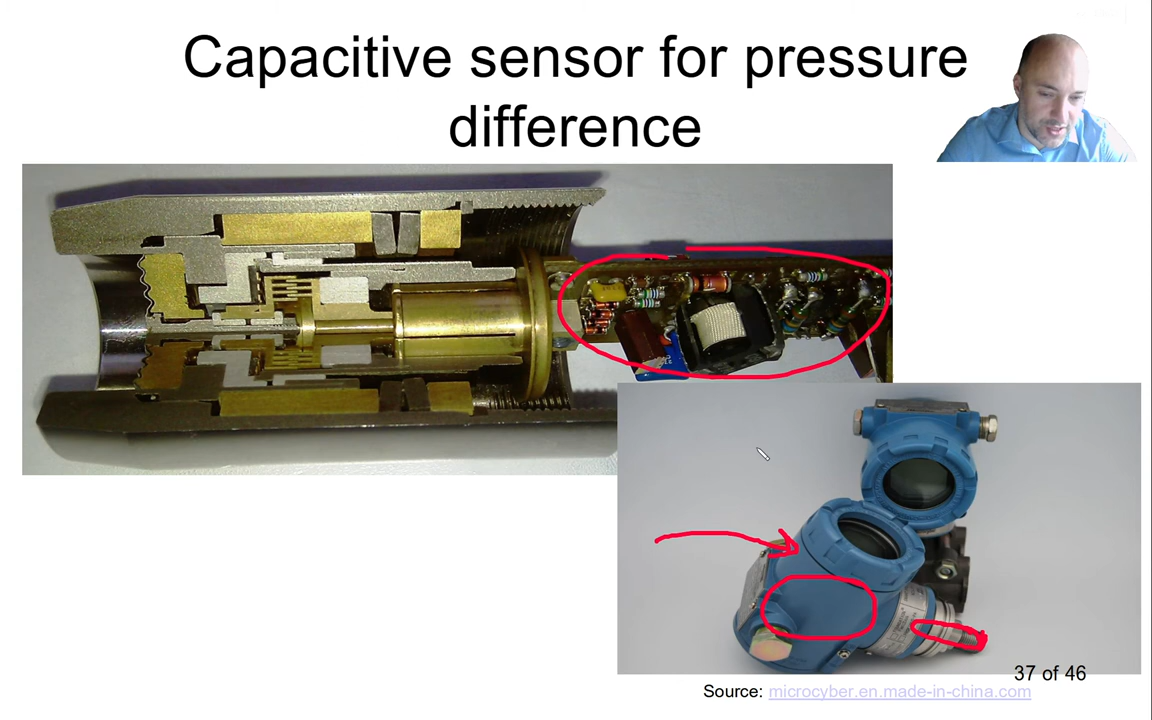 Capacitive sensor for pressure
difference
37 of 46
Source: microcyber.en.made-in-china.com